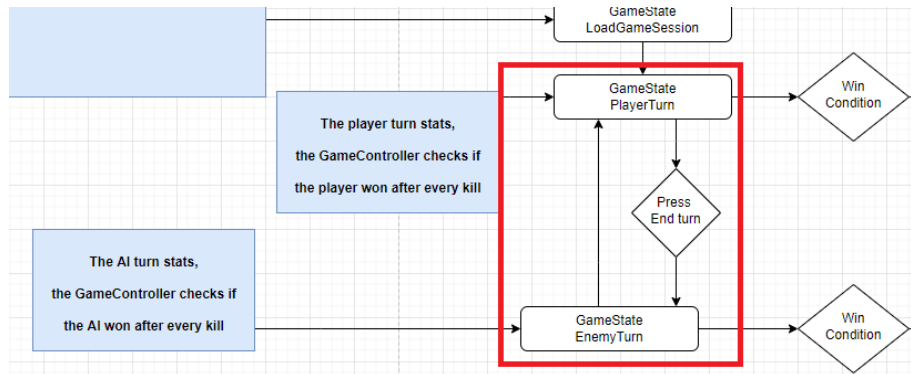 GameState
LoadGameSession
GameState
PlayerTurn
Win
Condition
The player turn stats,
the GameController checks if
the player won after every kill
Press
End turn
The AI turn stats,
the GameController checks if
the AI won after every kill
GameState
EnemyTurn
Win
Condition